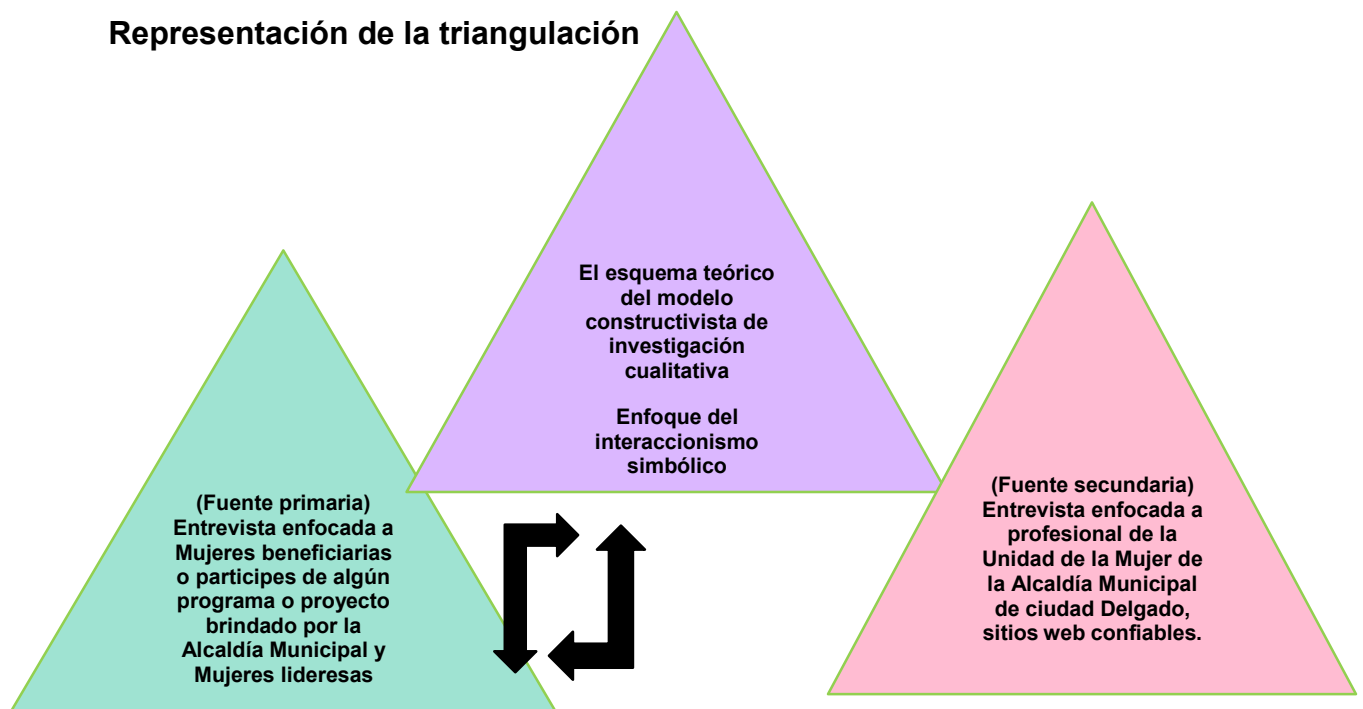 Representación de la triangulación
El esquema teórico
del modelo
constructivista de
investigación
cualitativa
Enfoque del
interaccionismo
simbólico
(Fuente primaria)
Entrevista enfocada a
Mujeres beneficiarias
o participes de algún
programa o proyecto
brindado por la
Alcaldía Municipal y
Mujeres lideresas
(Fuente secundaria)
Entrevista enfocada a
profesional de la
Unidad de la Mujer de
la Alcaldía Municipal
de ciudad Delgado,
sitios web confiables.